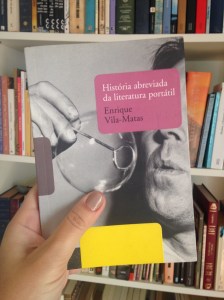 História abreviada
da literatura portátil
Enrique
Vila-Matas